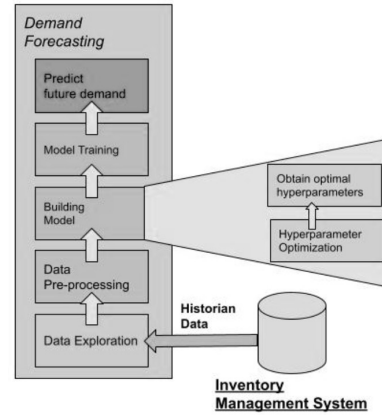 Demand
Forecasting
Predict
future demand
Model Training
Building
Model
Obtain optimal
hyperparameters
Hyperparameter
Optimization
Data
Pre-processing
Data Exploration
Historian
Data
Inventory
Management System